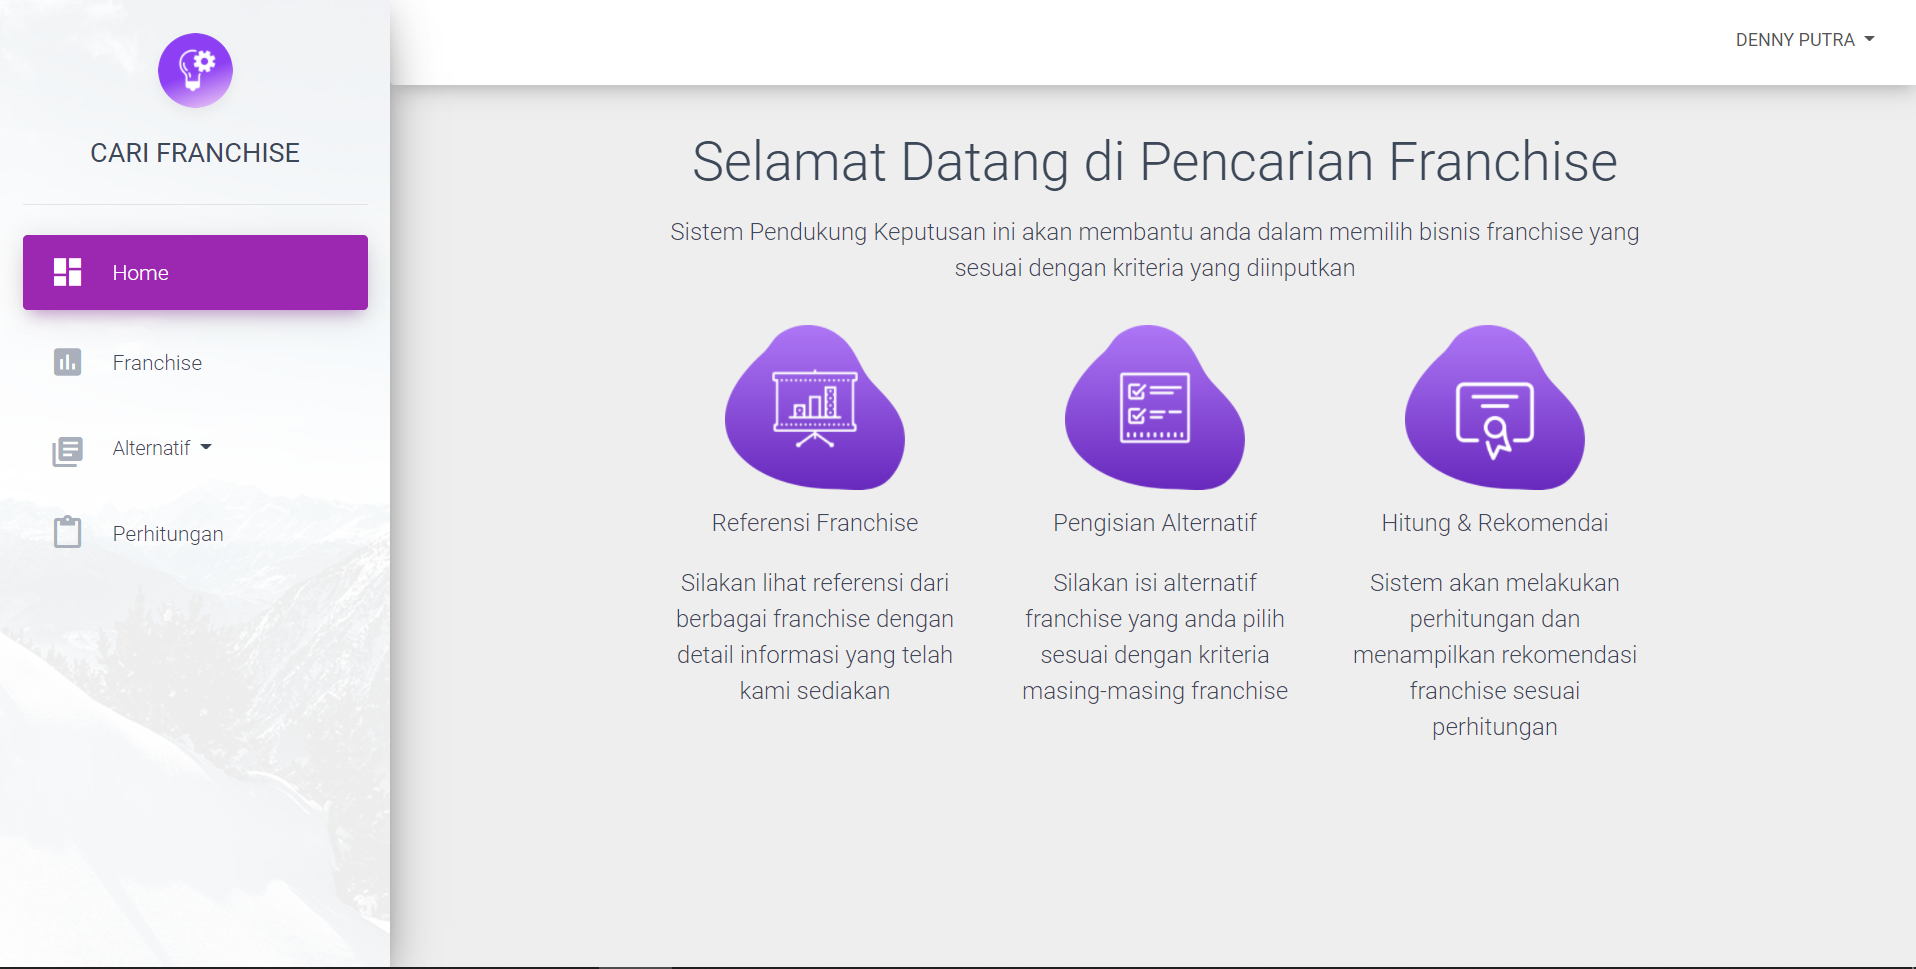 DENNY PUTRA
CARI FRANCHISE
Home
Franchise
Alternatif
Perhitungan
Selamat Datang di Pencarian Franchise
Sistem Pendukung Keputusan ini akan membantu anda dalam memilih bisnis franchise yang
sesuai dengan kriteria yang diinputkan
Referensi Franchise
Silakan lihat referensi dari
berbagai franchise dengan
detail informasi yang telah
kami sediakan
Pengisian Alternatif
Silakan isi alternatif
franchise yang anda pilih
sesuai dengan kriteria
masing-masing franchise
Hitung & Rekomendai
Sistem akan melakukan
perhitungan dan
menampilkan rekomendasi
franchise sesuai
perhitungan